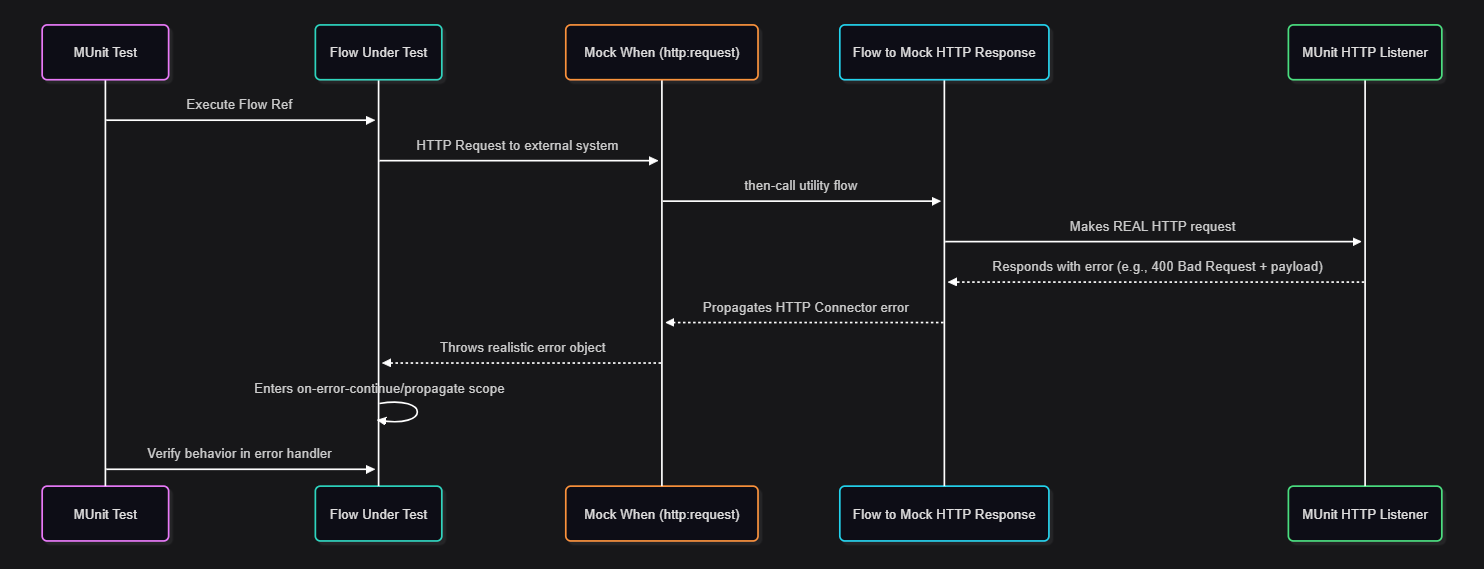 MUnit Test
Flow Under Test
Mock When (http:request)
Flow to Mock HTTP Response
MUnit HTTP Listener
Execute Flow Ref
HTTP Request to external system
then-call utility flow
Makes REAL HTTP request
Responds with error (e.g., 400 Bad Request + payload)
Propagates HTTP Connector error
Throws realistic error object
Enters on-error-continue/propagate scope
Verify behavior in error handler
MUnit Test
Flow Under Test
Mock When (http:request)
Flow to Mock HTTP Response
MUnit HTTP Listener